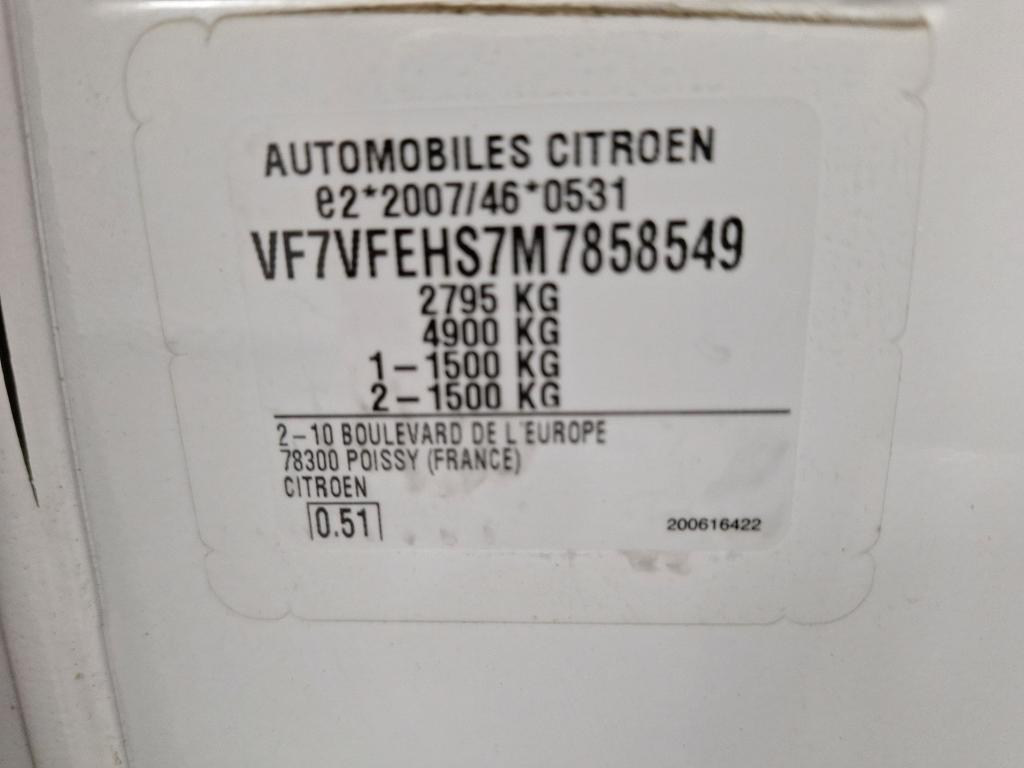 AUTOMOBILES CITROEN
e2*2007/46*0531
VF7VFEHS7M7858549
2795 KG
4900 KG
1-1500 KG
2-1500 KG
2-10 BOULEVARD DE L'EUROPE
78300 POISSY (FRANCE)
CITROEN
0.51
200616422